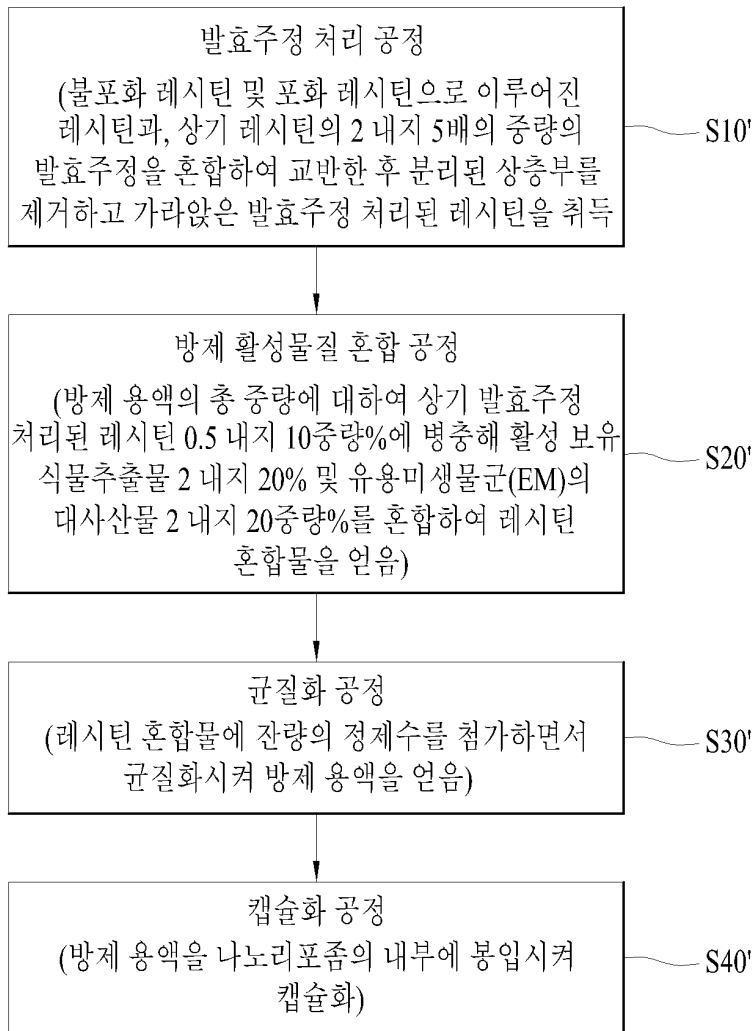 발효주정 처리 공정
(불포화 레시틴 및 포화 레시틴으로 이루어진
레시틴과, 상기 레시틴의 2 내지 5배의 중량의
발효주정을 혼합하여 교반한 후 분리된 상층부를
제거하고 가라앉은 발효주정 처리된 레시틴을 취득
S10'
방제 활성물질 혼합 공정
(방제 용액의 총 중량에 대하여 상기 발효주정
처리된 레시틴 0.5 내지 10중량%에 병충해 활성 보유
식물추출물 2 내지 20% 및 유용미생물군(EM)의
대사산물 2 내지 20중량%를 혼합하여 레시틴
혼합물을 얻음)
S20'
균질화 공정
(레시틴 혼합물에 잔량의 정제수를 첨가하면서
균질화시켜 방제 용액을 얻음)
S30'
캡슐화 공정
(방제 용액을 나노리포좀의 내부에 봉입시켜
캡슐화)
S40'